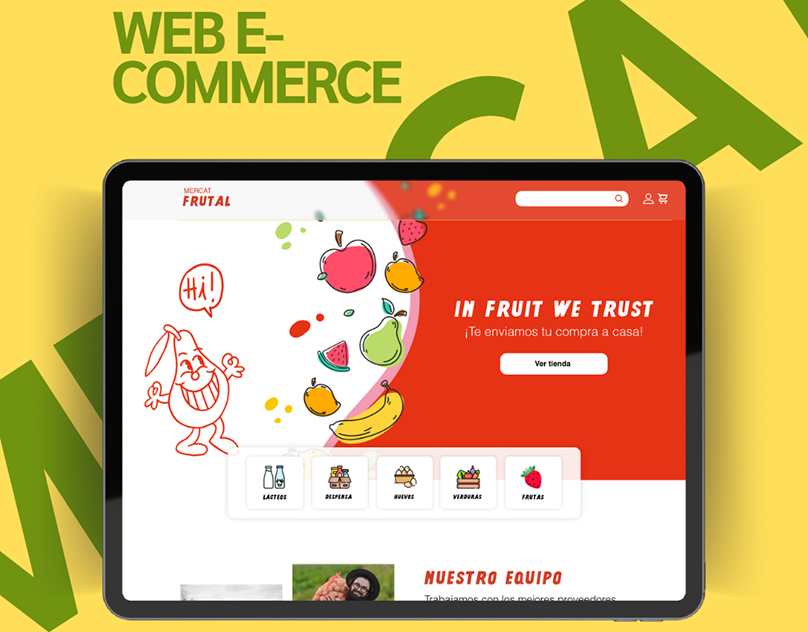 WEB E-
COMMERCE
CA
MERCAT
FRUTAL
Hi!
IN FRUIT WE TRUST
¡Te enviamos tu compra a casa!
Ver tienda
LÁCTEOS
DESPENSA
HUEVOS
VERDURAS
FRUTAS
NUESTRO EQUIPO
Trabajamos con los mejores proveedores